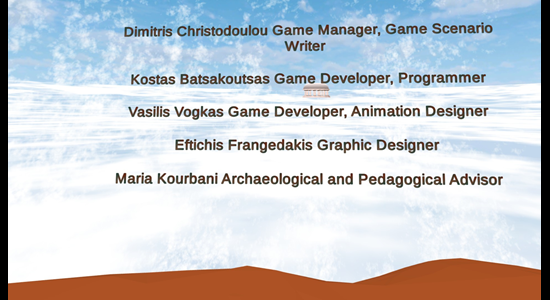 Dimitris Christodoulou Game Manager, Game Scenario
Writer
Kostas Batsakoutsas Game Developer, Programmer
Vasilis Vogkas Game Developer, Animation Designer
Eftichis Frangedakis Graphic Designer
Maria Kourbani Archaeological and Pedagogical Advisor